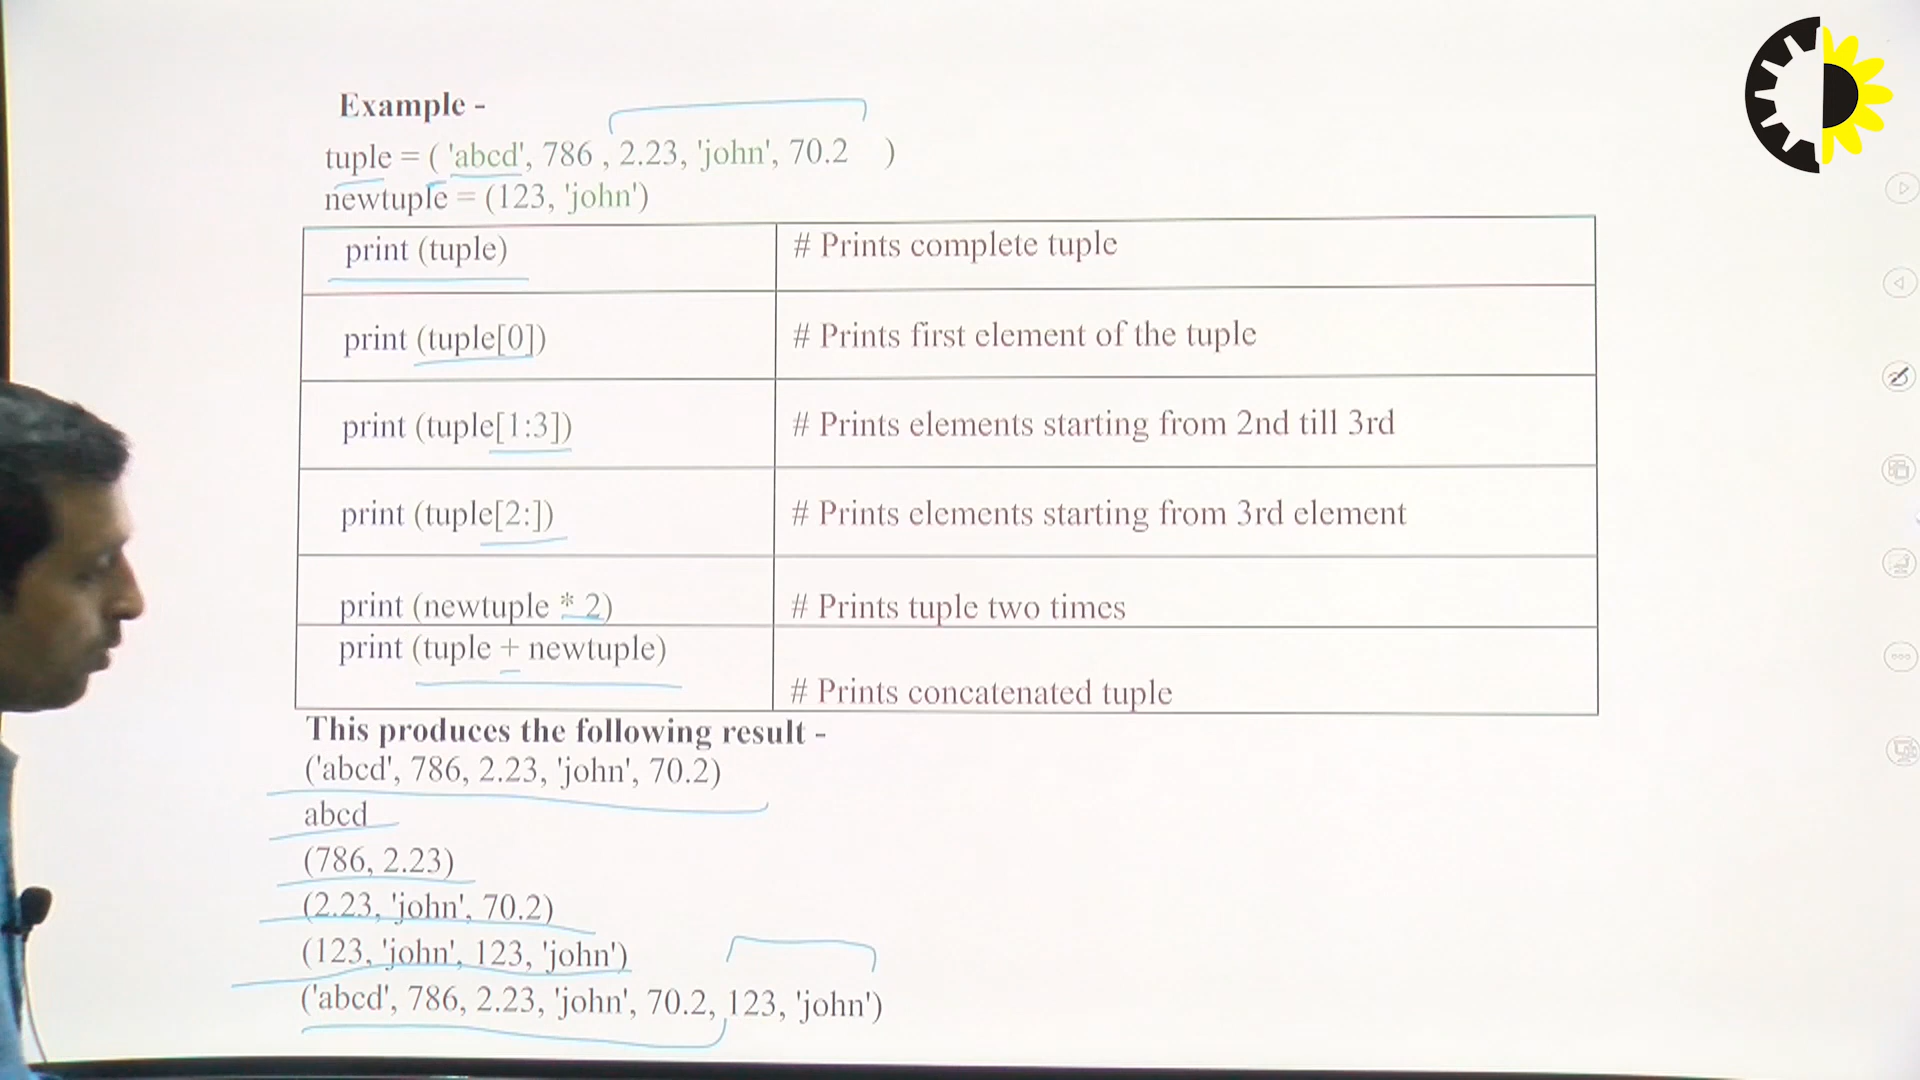 Example -
tuple = ( 'abcd', 786 , 2.23, 'john', 70.2 )
newtuple = (123, 'john')
print (tuple) # Prints complete tuple
print (tuple[0]) # Prints first element of the tuple
print (tuple[1:3]) # Prints elements starting from 2nd till 3rd
print (tuple[2:]) # Prints elements starting from 3rd element
print (newtuple * 2) # Prints tuple two times
print (tuple + newtuple) # Prints concatenated tuple
This produces the following result -
('abcd', 786, 2.23, 'john', 70.2)
abcd
(786, 2.23)
(2.23, 'john', 70.2)
(123, 'john', 123, 'john')
('abcd', 786, 2.23, 'john', 70.2, 123, 'john')